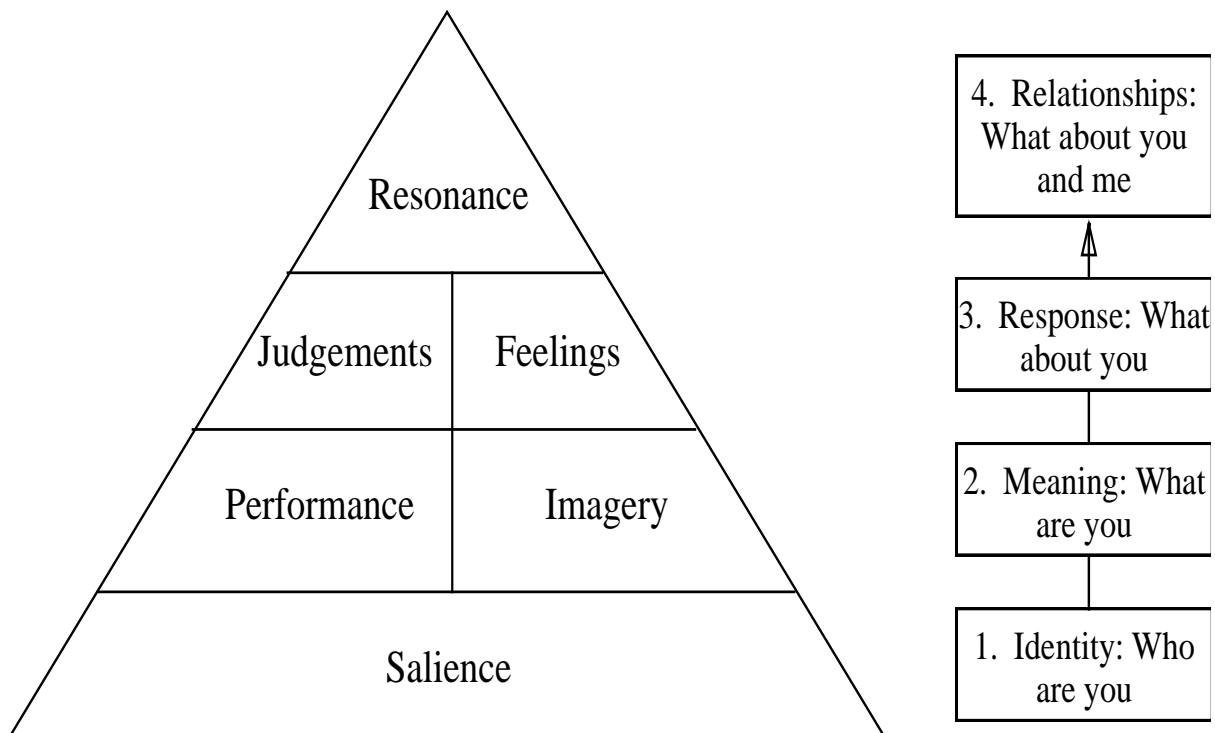 Resonance
Judgements
Feelings
Performance
Imagery
Salience
4. Relationships:
What about you
and me
3. Response: What
about you
2. Meaning: What
are you
1. Identity: Who
are you